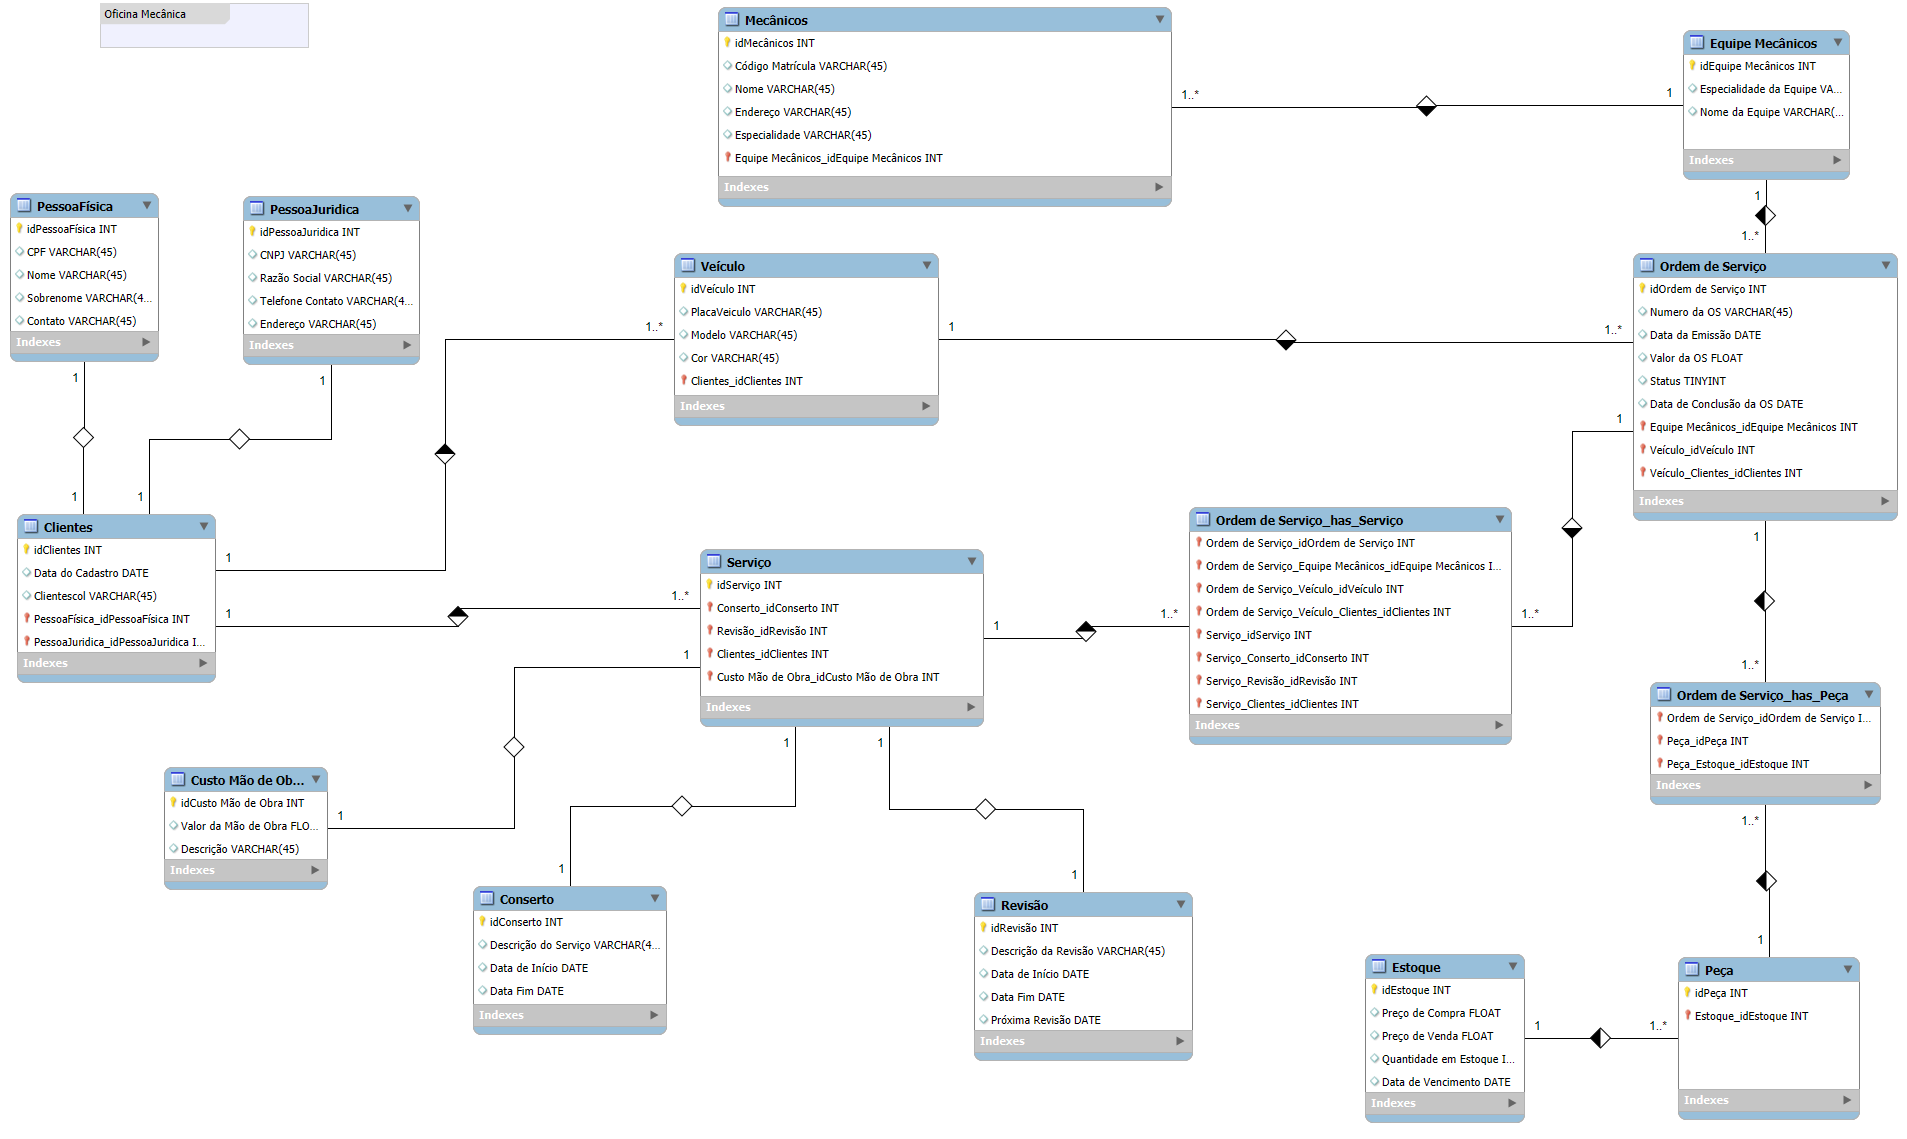 Oficina Mecânica
Mecânicos
idMecânicos INT
Código Matrícula VARCHAR(45)
Nome VARCHAR(45)
Endereço VARCHAR(45)
Especialidade VARCHAR(45)
Equipe Mecânicos_idEquipe Mecânicos INT
Indexes
1..*
1
Equipe Mecânicos
idEquipe Mecânicos INT
Especialidade da Equipe VA...
Nome da Equipe VARCHAR(...
Indexes
1
1..*
PessoaFísica
idPessoaFísica INT
CPF VARCHAR(45)
Nome VARCHAR(45)
Sobrenome VARCHAR(4...
Contato VARCHAR(45)
Indexes
1
1
PessoaJuridica
idPessoaJuridica INT
CNPJ VARCHAR(45)
Razão Social VARCHAR(45)
Telefone Contato VARCHAR(4...
Endereço VARCHAR(45)
Indexes
1
1
Veículo
idVeículo INT
PlacaVeiculo VARCHAR(45)
Modelo VARCHAR(45)
Cor VARCHAR(45)
Clientes_idClientes INT
Indexes
1..*
1
1..*
Ordem de Serviço
idOrdem de Serviço INT
Numero da OS VARCHAR(45)
Data da Emissão DATE
Valor da OS FLOAT
Status TINYINT
Data de Conclusão da OS DATE
Equipe Mecânicos_idEquipe Mecânicos INT
Veículo_idVeículo INT
Veículo_Clientes_idClientes INT
Indexes
1
1
Clientes
idClientes INT
Data do Cadastro DATE
Clientescol VARCHAR(45)
PessoaFísica_idPessoaFísica INT
PessoaJuridica_idPessoaJuridica I...
Indexes
1
1
Serviço
idServiço INT
Conserto_idConserto INT
Revisão_idRevisão INT
Clientes_idClientes INT
Custo Mão de Obra_idCusto Mão de Obra INT
Indexes
1..*
1
1
1
1
Ordem de Serviço_has_Serviço
Ordem de Serviço_idOrdem de Serviço INT
Ordem de Serviço_Equipe Mecânicos_idEquipe Mecânicos I...
Ordem de Serviço_Veículo_idVeículo INT
Ordem de Serviço_Veículo_Clientes_idClientes INT
Serviço_idServiço INT
Serviço_Conserto_idConserto INT
Serviço_Revisão_idRevisão INT
Serviço_Clientes_idClientes INT
Indexes
1..*
1..*
1..*
Ordem de Serviço_has_Peça
Ordem de Serviço_idOrdem de Serviço I...
Peça_idPeça INT
Peça_Estoque_idEstoque INT
Indexes
1..*
1
Custo Mão de Ob...
idCusto Mão de Obra INT
Valor da Mão de Obra FLO...
Descrição VARCHAR(45)
Indexes
1
1
Conserto
idConserto INT
Descrição do Serviço VARCHAR(4...
Data de Início DATE
Data Fim DATE
Indexes
1
Revisão
idRevisão INT
Descrição da Revisão VARCHAR(45)
Data de Início DATE
Data Fim DATE
Próxima Revisão DATE
Indexes
Estoque
idEstoque INT
Preço de Compra FLOAT
Preço de Venda FLOAT
Quantidade em Estoque I...
Data de Vencimento DATE
Indexes
1
1..*
Peça
idPeça INT
Estoque_idEstoque INT
Indexes